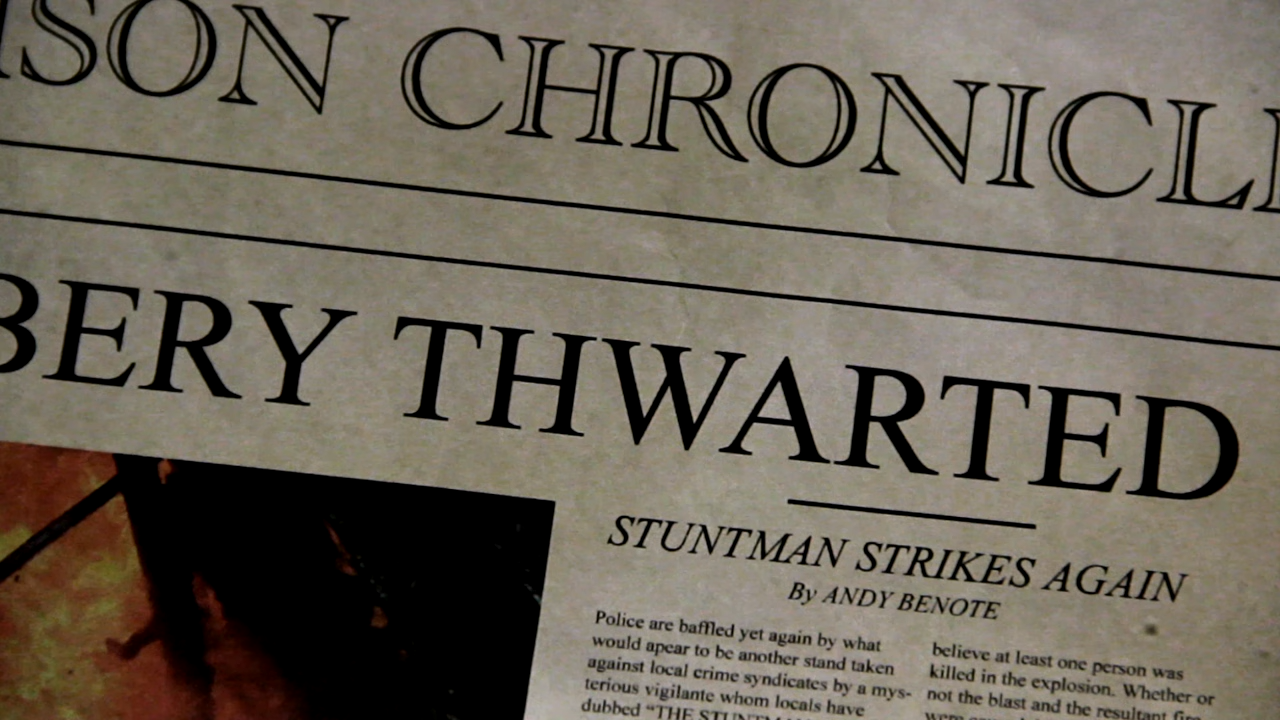 SON CHRONICL
BERY THWARTED
STUNTMAN STRIKES AGAIN
By ANDY BENOTE
Police are baffled yet again by what
would apear to be another stand taken
against local crime syndicates by a mys-
terious vigilante whom locals have
dubbed “THE
believe at least one person was
killed in the explosion. Whether or
not the blast and the resultant